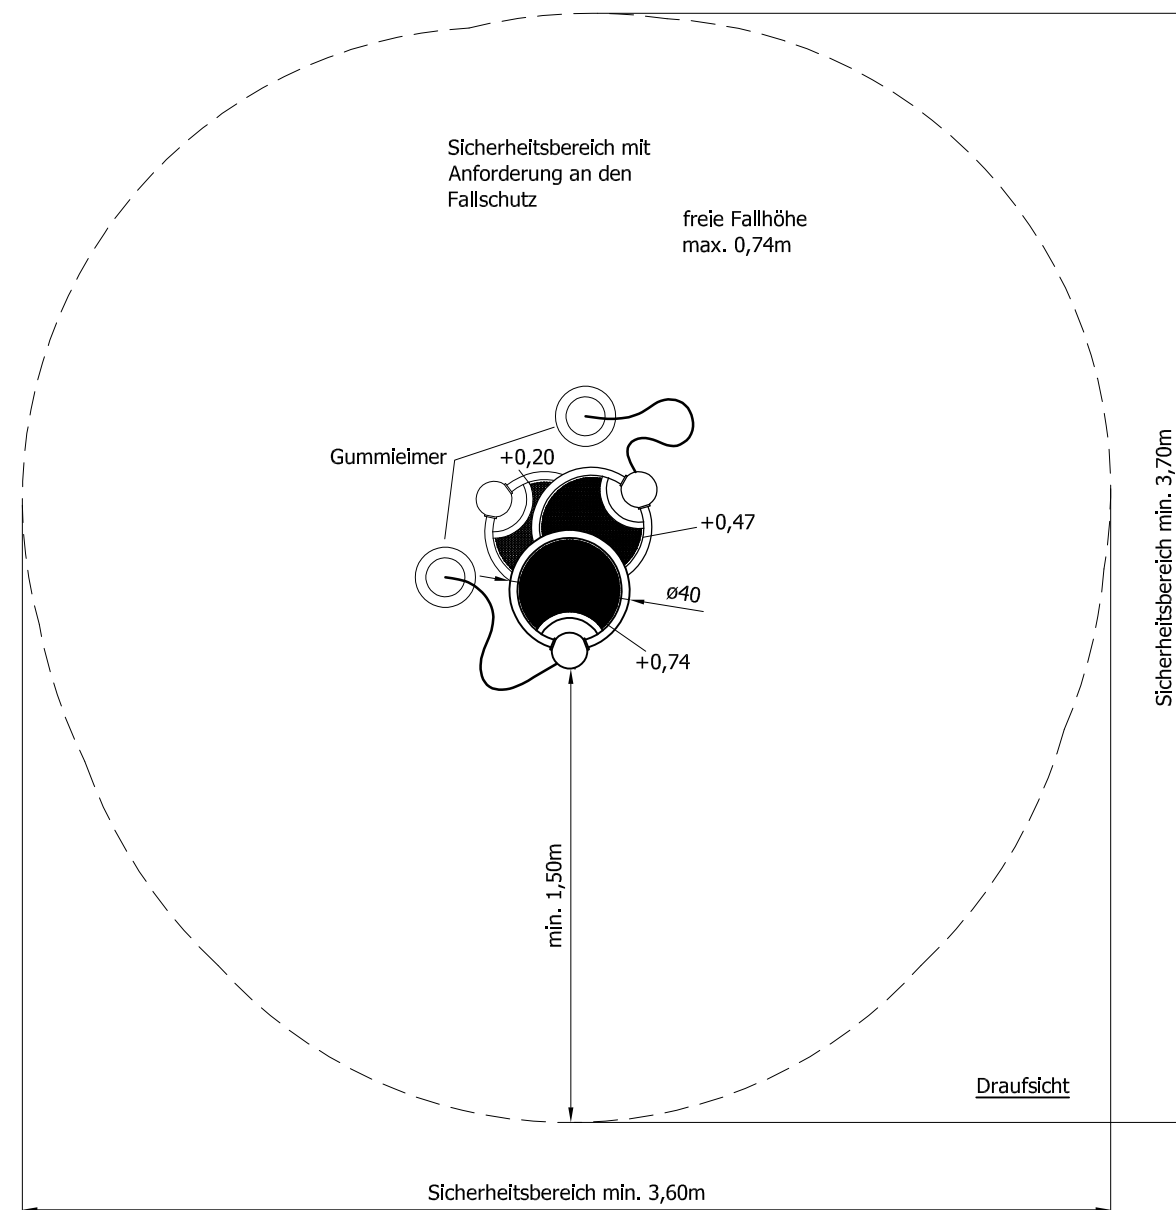 Sicherheitsbereich mit
Anforderung an den
Fallschutz
freie Fallhöhe
max. 0,74m
Gummieimer
+0,20
+0,47
ø40
+0,74
min. 1,50m
Sicherheitsbereich min. 3,70m
Draufsicht
Sicherheitsbereich min. 3,60m